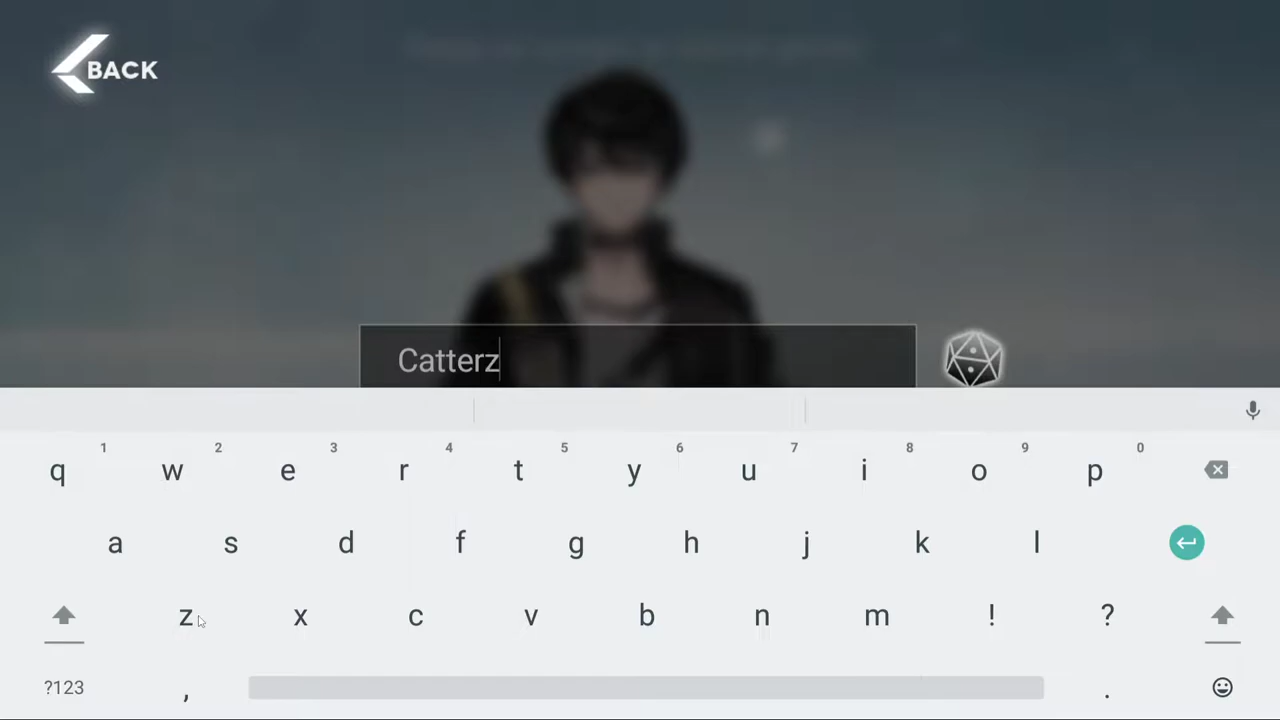 BACK
Catterz
1 2 3 4 5 6 7 8 9 0
q w e r t y u i o p
a s d f g h j k l
z x c v b n m ! ?
?123 , .